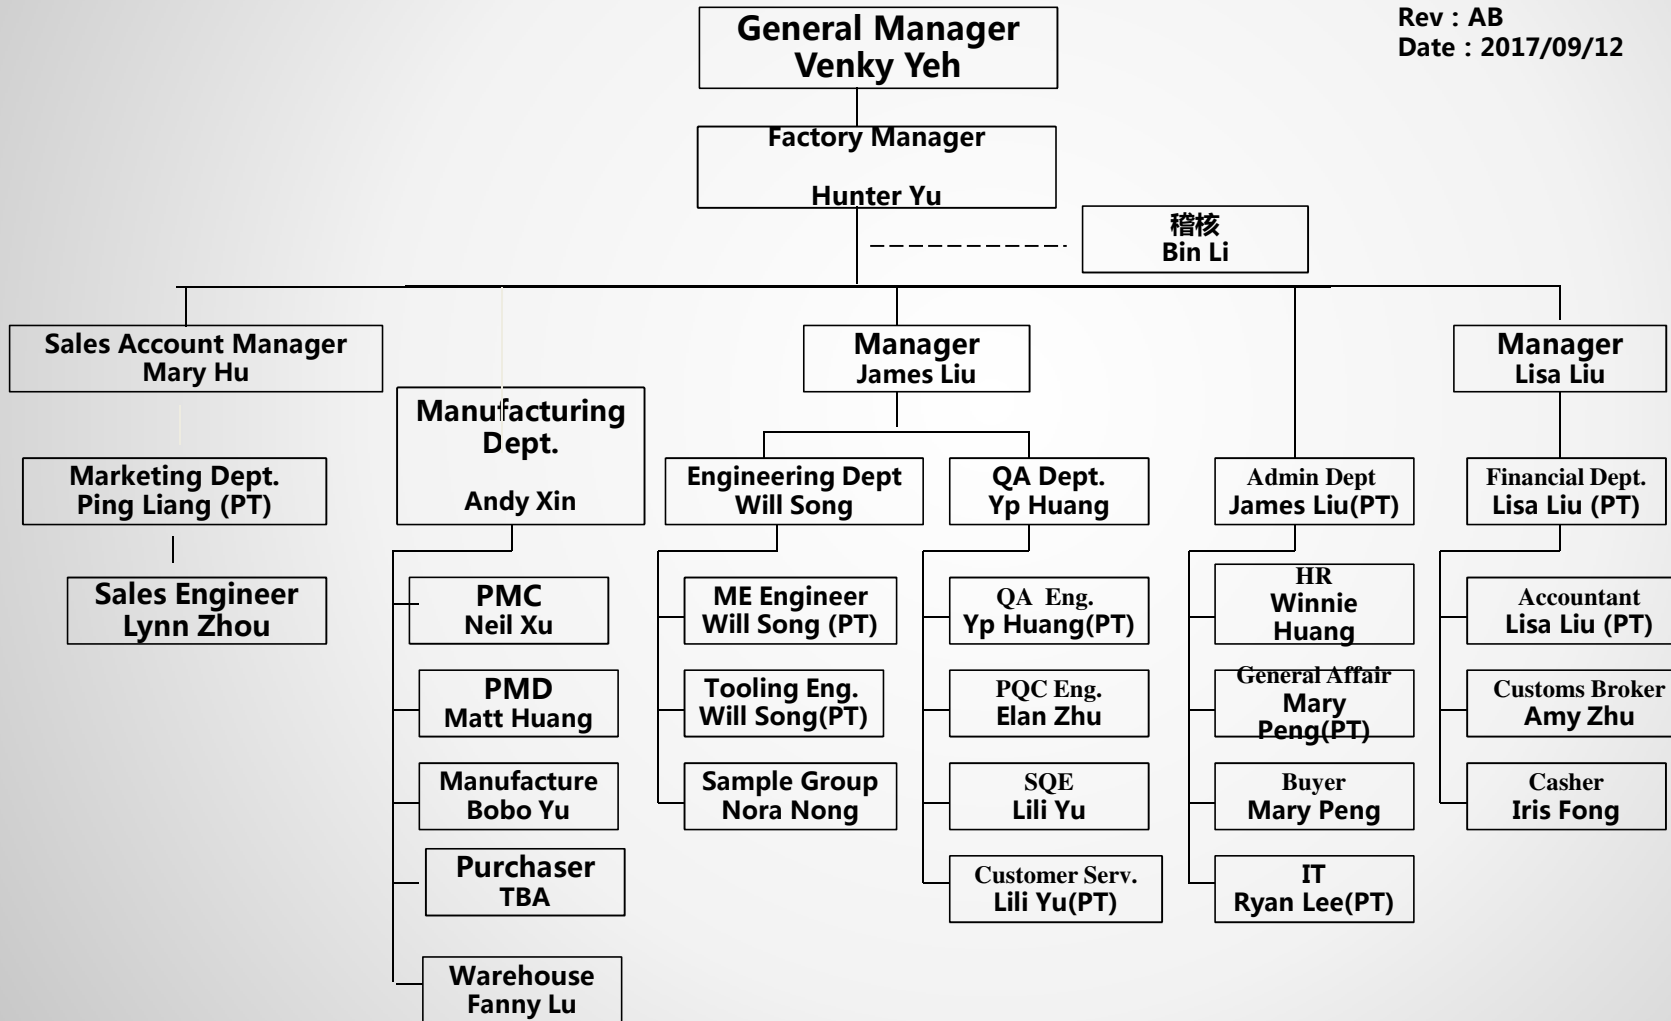 General Manager
Venky Yeh
Rev : AB
Date : 2017/09/12
Factory Manager
Hunter Yu
稽核
Bin Li
Sales Account Manager
Mary Hu
Manager
James Liu
Manager
Lisa Liu
Manufacturing
Dept.
Andy Xin
Marketing Dept.
Ping Liang (PT)
Engineering Dept
Will Song
QA Dept.
Yp Huang
Admin Dept
James Liu(PT)
Financial Dept.
Lisa Liu (PT)
Sales Engineer
Lynn Zhou
PMC
Neil Xu
PMD
Matt Huang
Manufacture
Bobo Yu
Purchaser
TBA
Warehouse
Fanny Lu
ME Engineer
Will Song (PT)
Tooling Eng.
Will Song(PT)
Sample Group
Nora Nong
QA Eng.
Yp Huang(PT)
PQC Eng.
Elan Zhu
SQE
Lili Yu
Customer Serv.
Lili Yu(PT)
HR
Winnie
Huang
General Affair
Mary
Peng(PT)
Buyer
Mary Peng
IT
Ryan Lee(PT)
Accountant
Lisa Liu (PT)
Customs Broker
Amy Zhu
Casher
Iris Fong